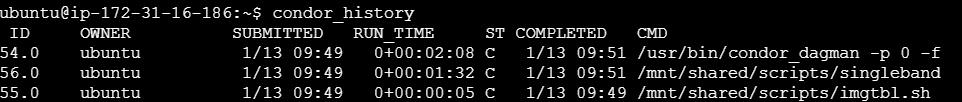 ubuntu@ip-172-31-16-186:~$ condor_history
ID OWNER SUBMITTED RUN_TIME ST COMPLETED CMD
54.0 ubuntu 1/13 09:49 0+00:02:08 C 1/13 09:51 /usr/bin/condor_dagman -p 0 -f
56.0 ubuntu 1/13 09:49 0+00:01:32 C 1/13 09:51 /mnt/shared/scripts/singleband
55.0 ubuntu 1/13 09:49 0+00:00:05 C 1/13 09:49 /mnt/shared/scripts/imgtbl.sh